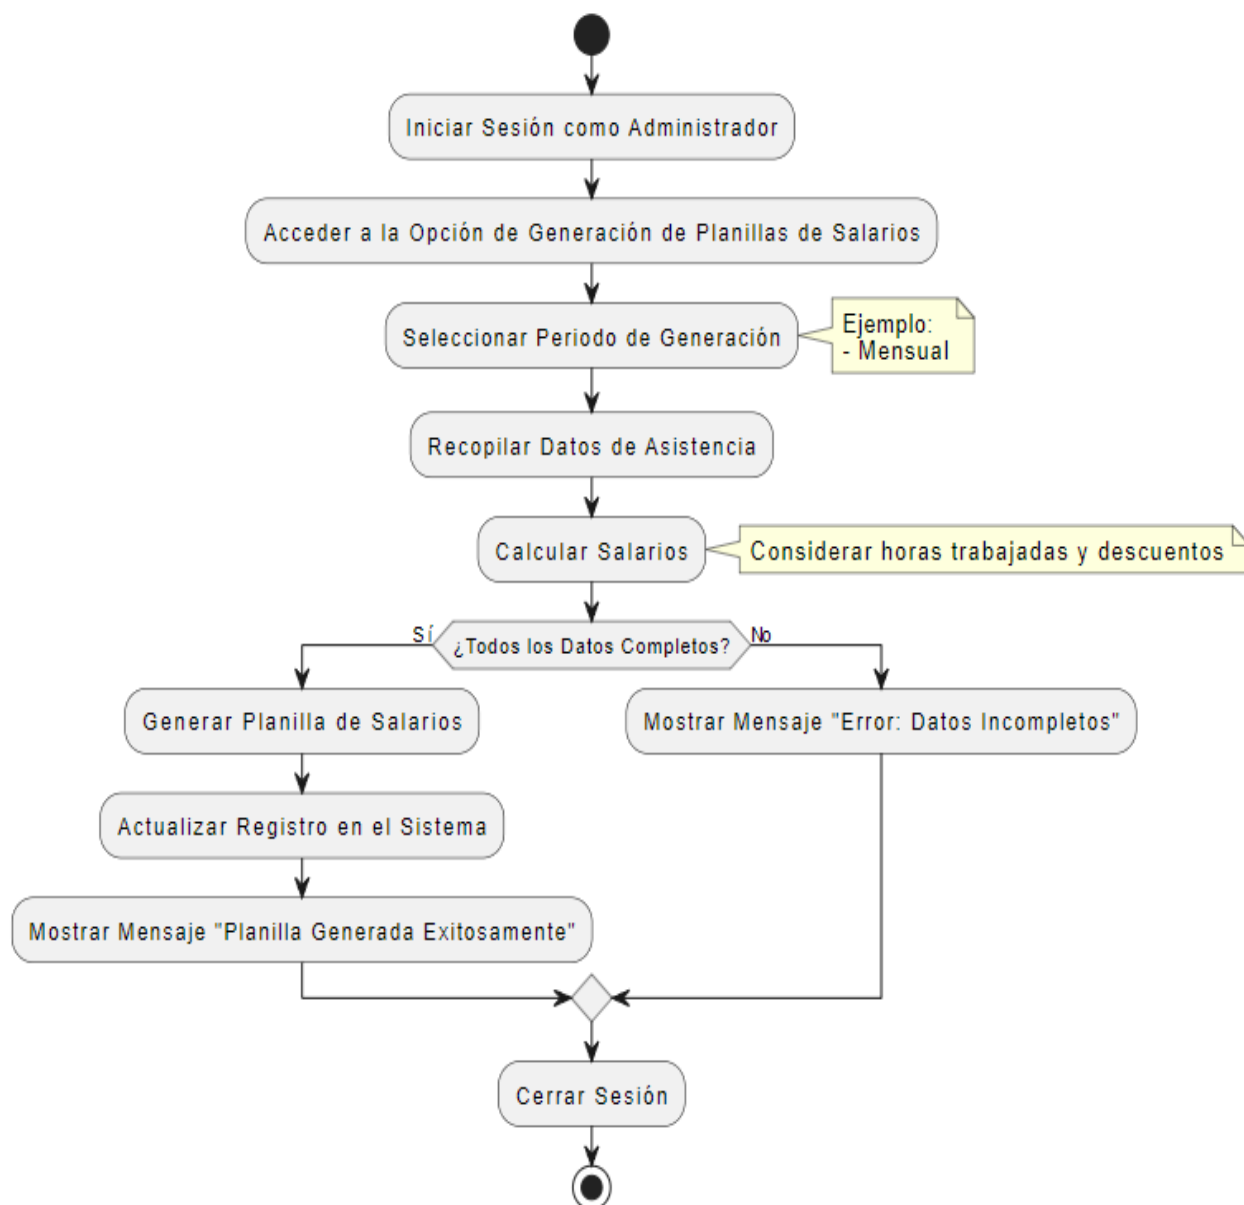 Iniciar Sesión como Administrador
Acceder a la Opción de Generación de Planillas de Salarios
Seleccionar Periodo de Generación
Ejemplo:
- Mensual
Recopilar Datos de Asistencia
Calcular Salarios
Considerar horas trabajadas y descuentos
Sí
¿Todos los Datos Completos?
No
Generar Planilla de Salarios
Mostrar Mensaje "Error: Datos Incompletos"
Actualizar Registro en el Sistema
Mostrar Mensaje "Planilla Generada Exitosamente"
Cerrar Sesión